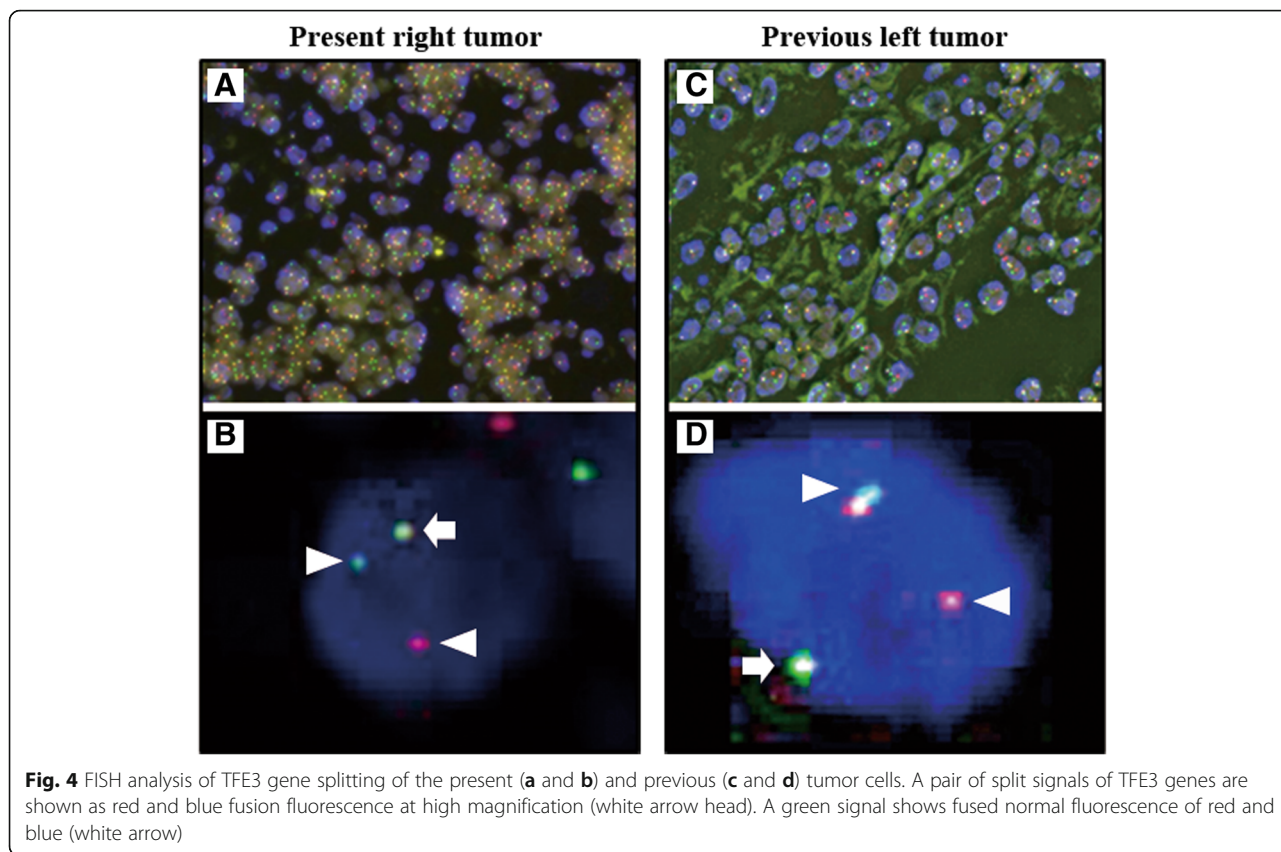 Present right tumor
Previous left tumor
A
C
B
D
Fig. 4 FISH analysis of TFE3 gene splitting of the present (a and b) and previous (c and d) tumor cells. A pair of split signals of TFE3 genes are
shown as red and blue fusion fluorescence at high magnification (white arrow head). A green signal shows fused normal fluorescence of red and
blue (white arrow)